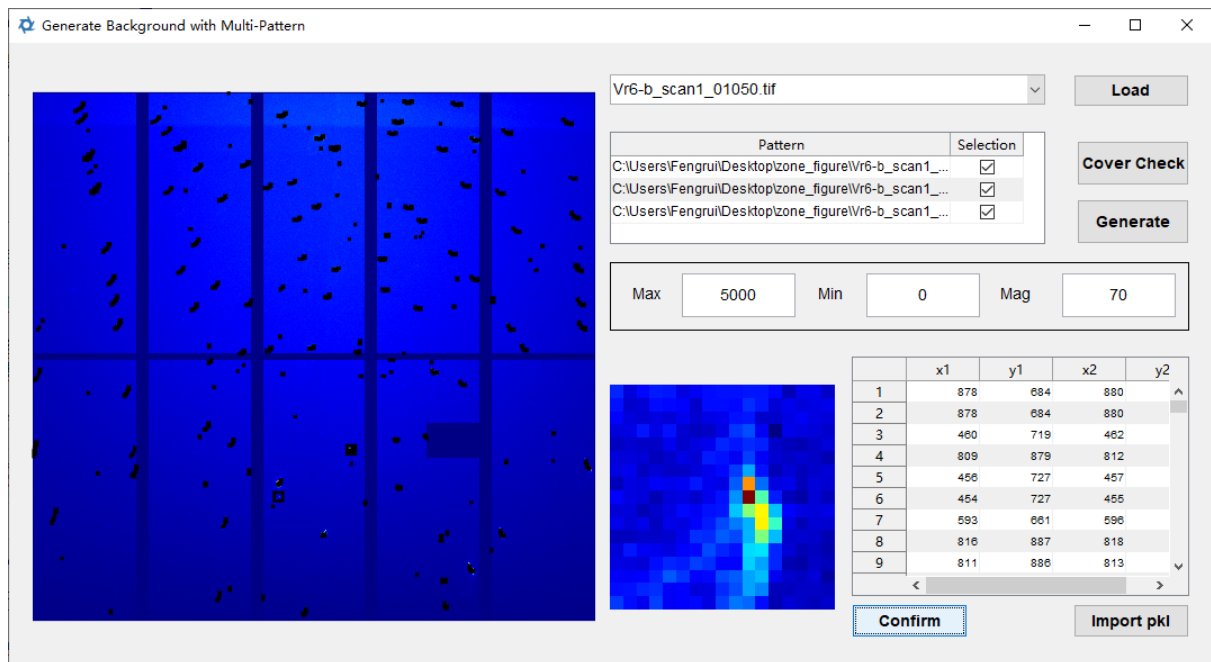 Generate Background with Multi-Pattern
Vr6-b_scan1_01050.tif
Load
Pattern Selection
C:\Users\Fengrui\Desktop\zone_figure\Vr6-b_scan1_...
C:\Users\Fengrui\Desktop\zone_figure\Vr6-b_scan1_...
C:\Users\Fengrui\Desktop\zone_figure\Vr6-b_scan1_...
Cover Check
Generate
Max 5000 Min 0 Mag 70
x1 y1 x2 y2
1 878 684 880
2 878 684 880
3 460 719 462
4 809 879 812
5 456 727 457
6 454 727 455
7 593 661 596
8 816 887 818
9 811 886 813
Confirm
Import pkl